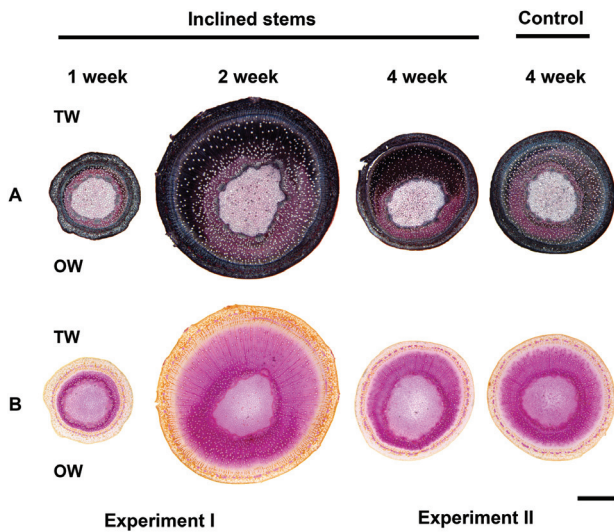 Inclined stems Control
1 week 2 week 4 week 4 week
TW
A
OW
TW
B
OW
Experiment I Experiment II